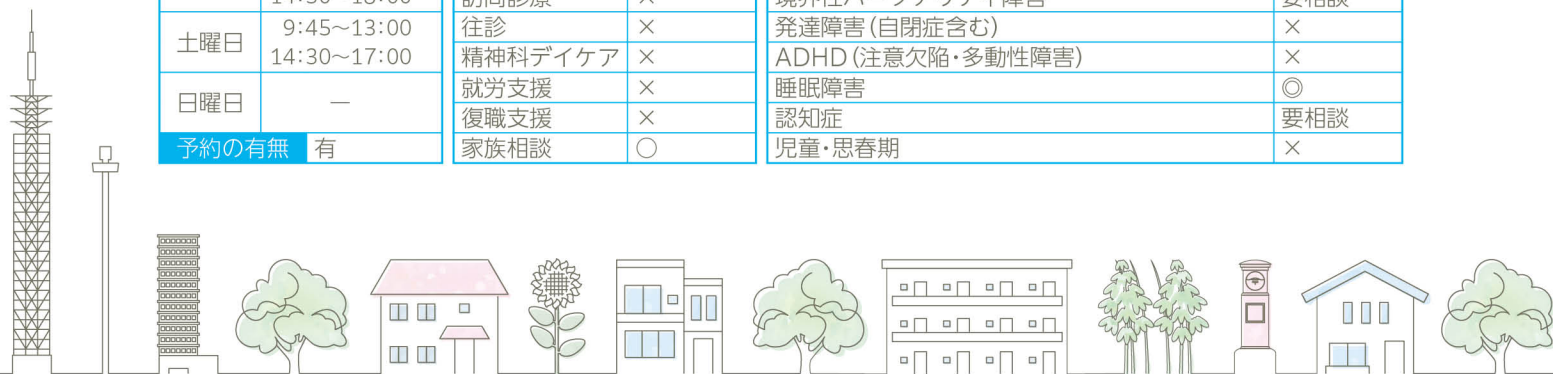 土曜日 9:45~13:00
14:30~17:00
日曜日 —
予約の有無 有
往診 ×
精神科デイケア ×
就労支援 ×
復職支援 ×
家族相談 ○
発達障害(自閉症含む) ×
ADHD(注意欠陥・多動性障害) ×
睡眠障害 ◎
認知症 要相談
児童・思春期 ×